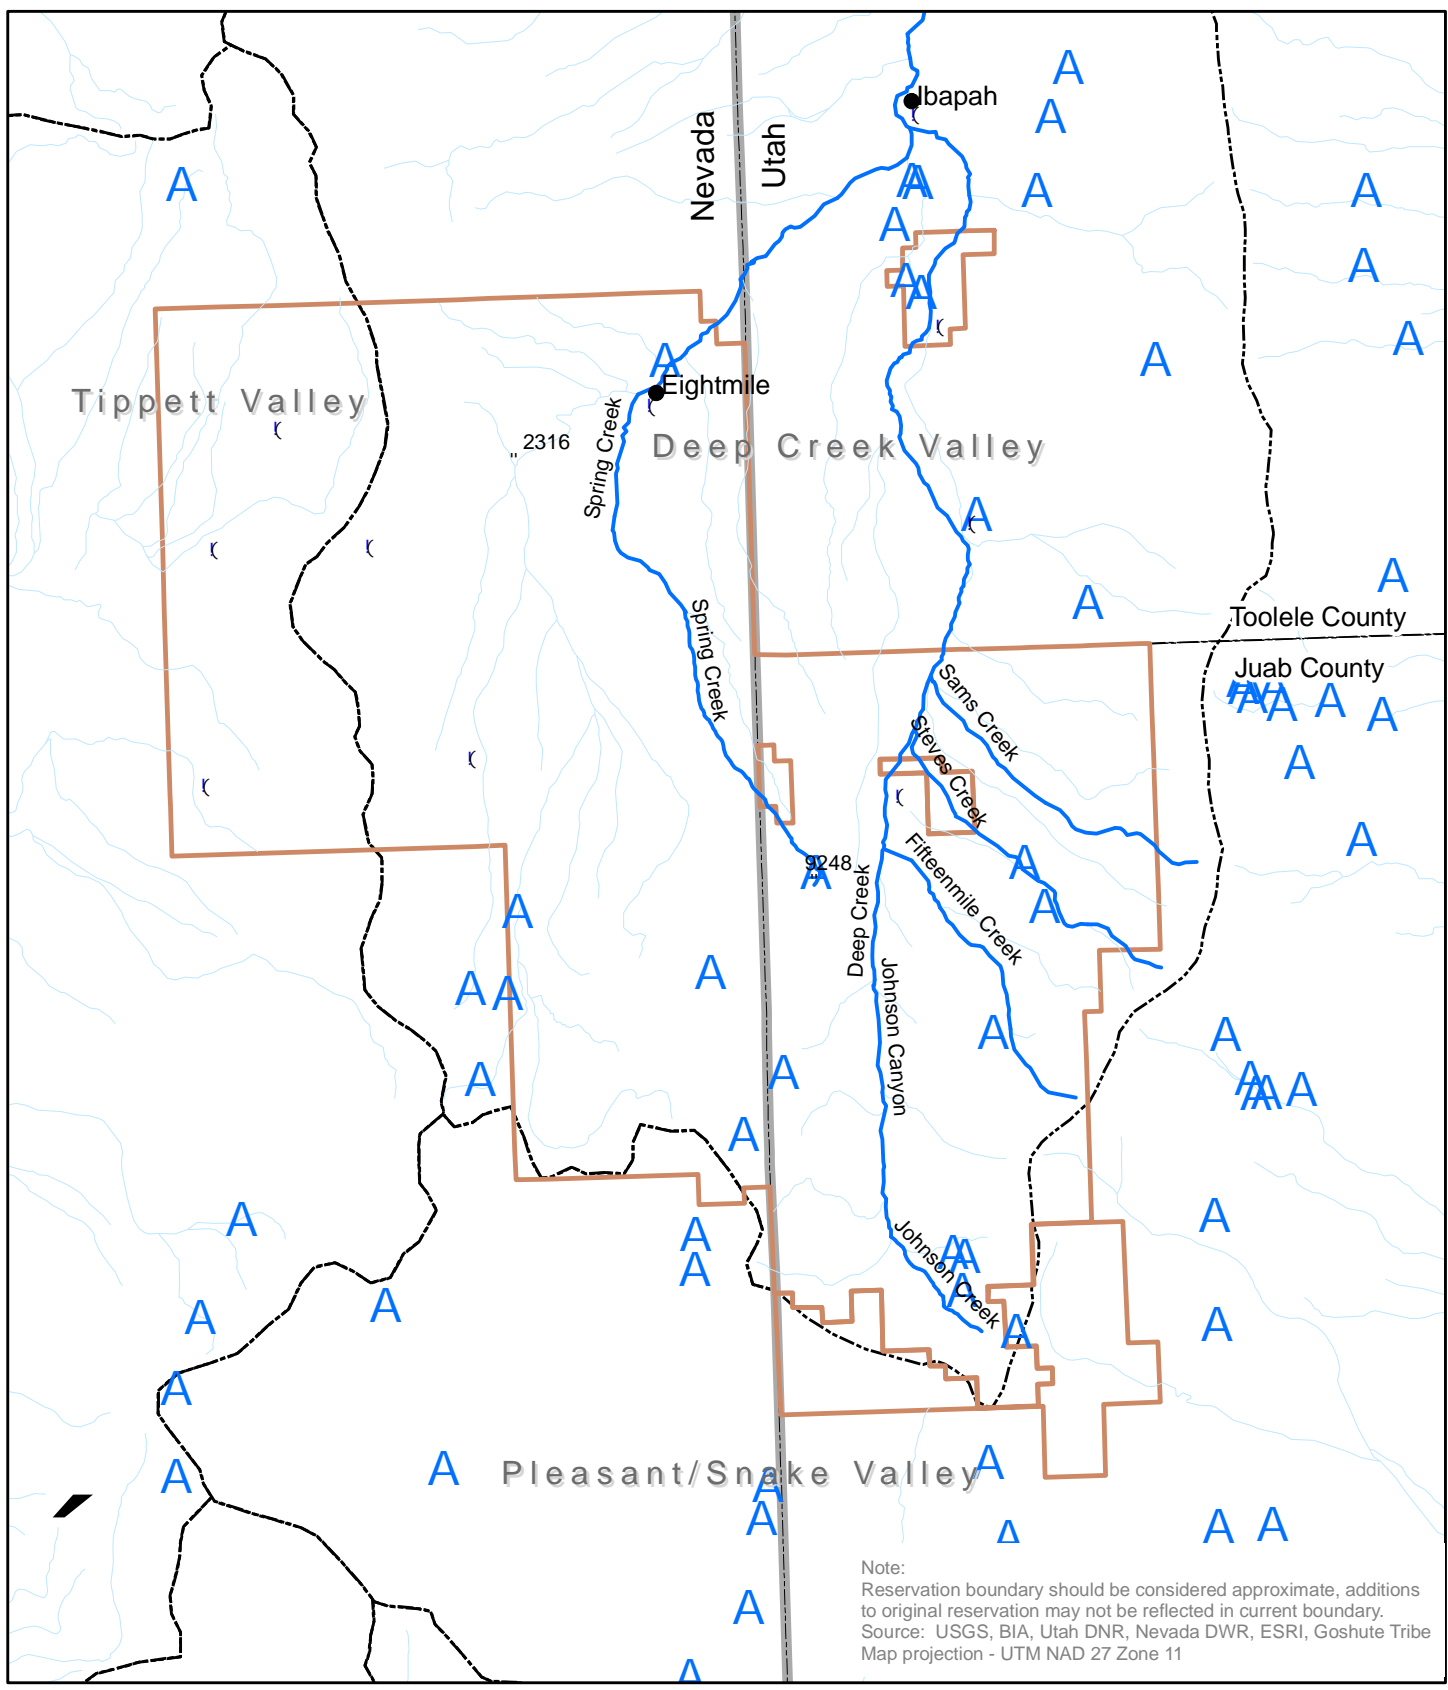 Ibapah
Nevada
Utah
Eightmile
Tippett Valley
2316
Spring Creek
Deep Creek Valley
Spring Creek
Toolele County
Juab County
Sams Creek
Steves Creek
Fifteenmile Creek
9248
Deep Creek
Johnson Canyon
Johnson Creek
Pleasant/Snake Valley
Note:
Reservation boundary should be considered approximate, additions
to original reservation may not be reflected in current boundary.
Source: USGS, BIA, Utah DNR, Nevada DWR, ESRI, Goshute Tribe
Map projection - UTM NAD 27 Zone 11